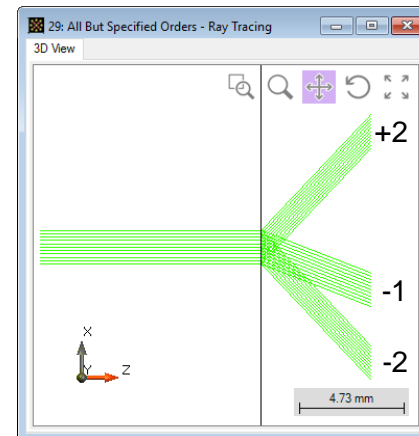 29: All But Specified Orders - Ray Tracing
3D View
+2
-1
-2
X
Y
Z
4.73 mm